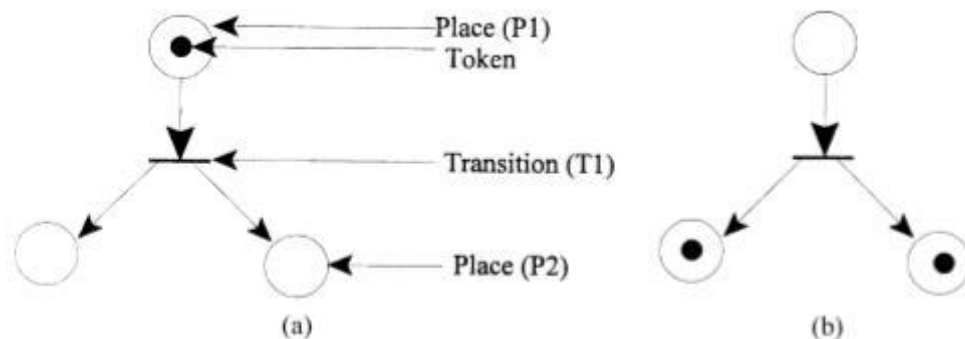 Place (P1)
Token
Transition (T1)
Place (P2)
(a)
(b)